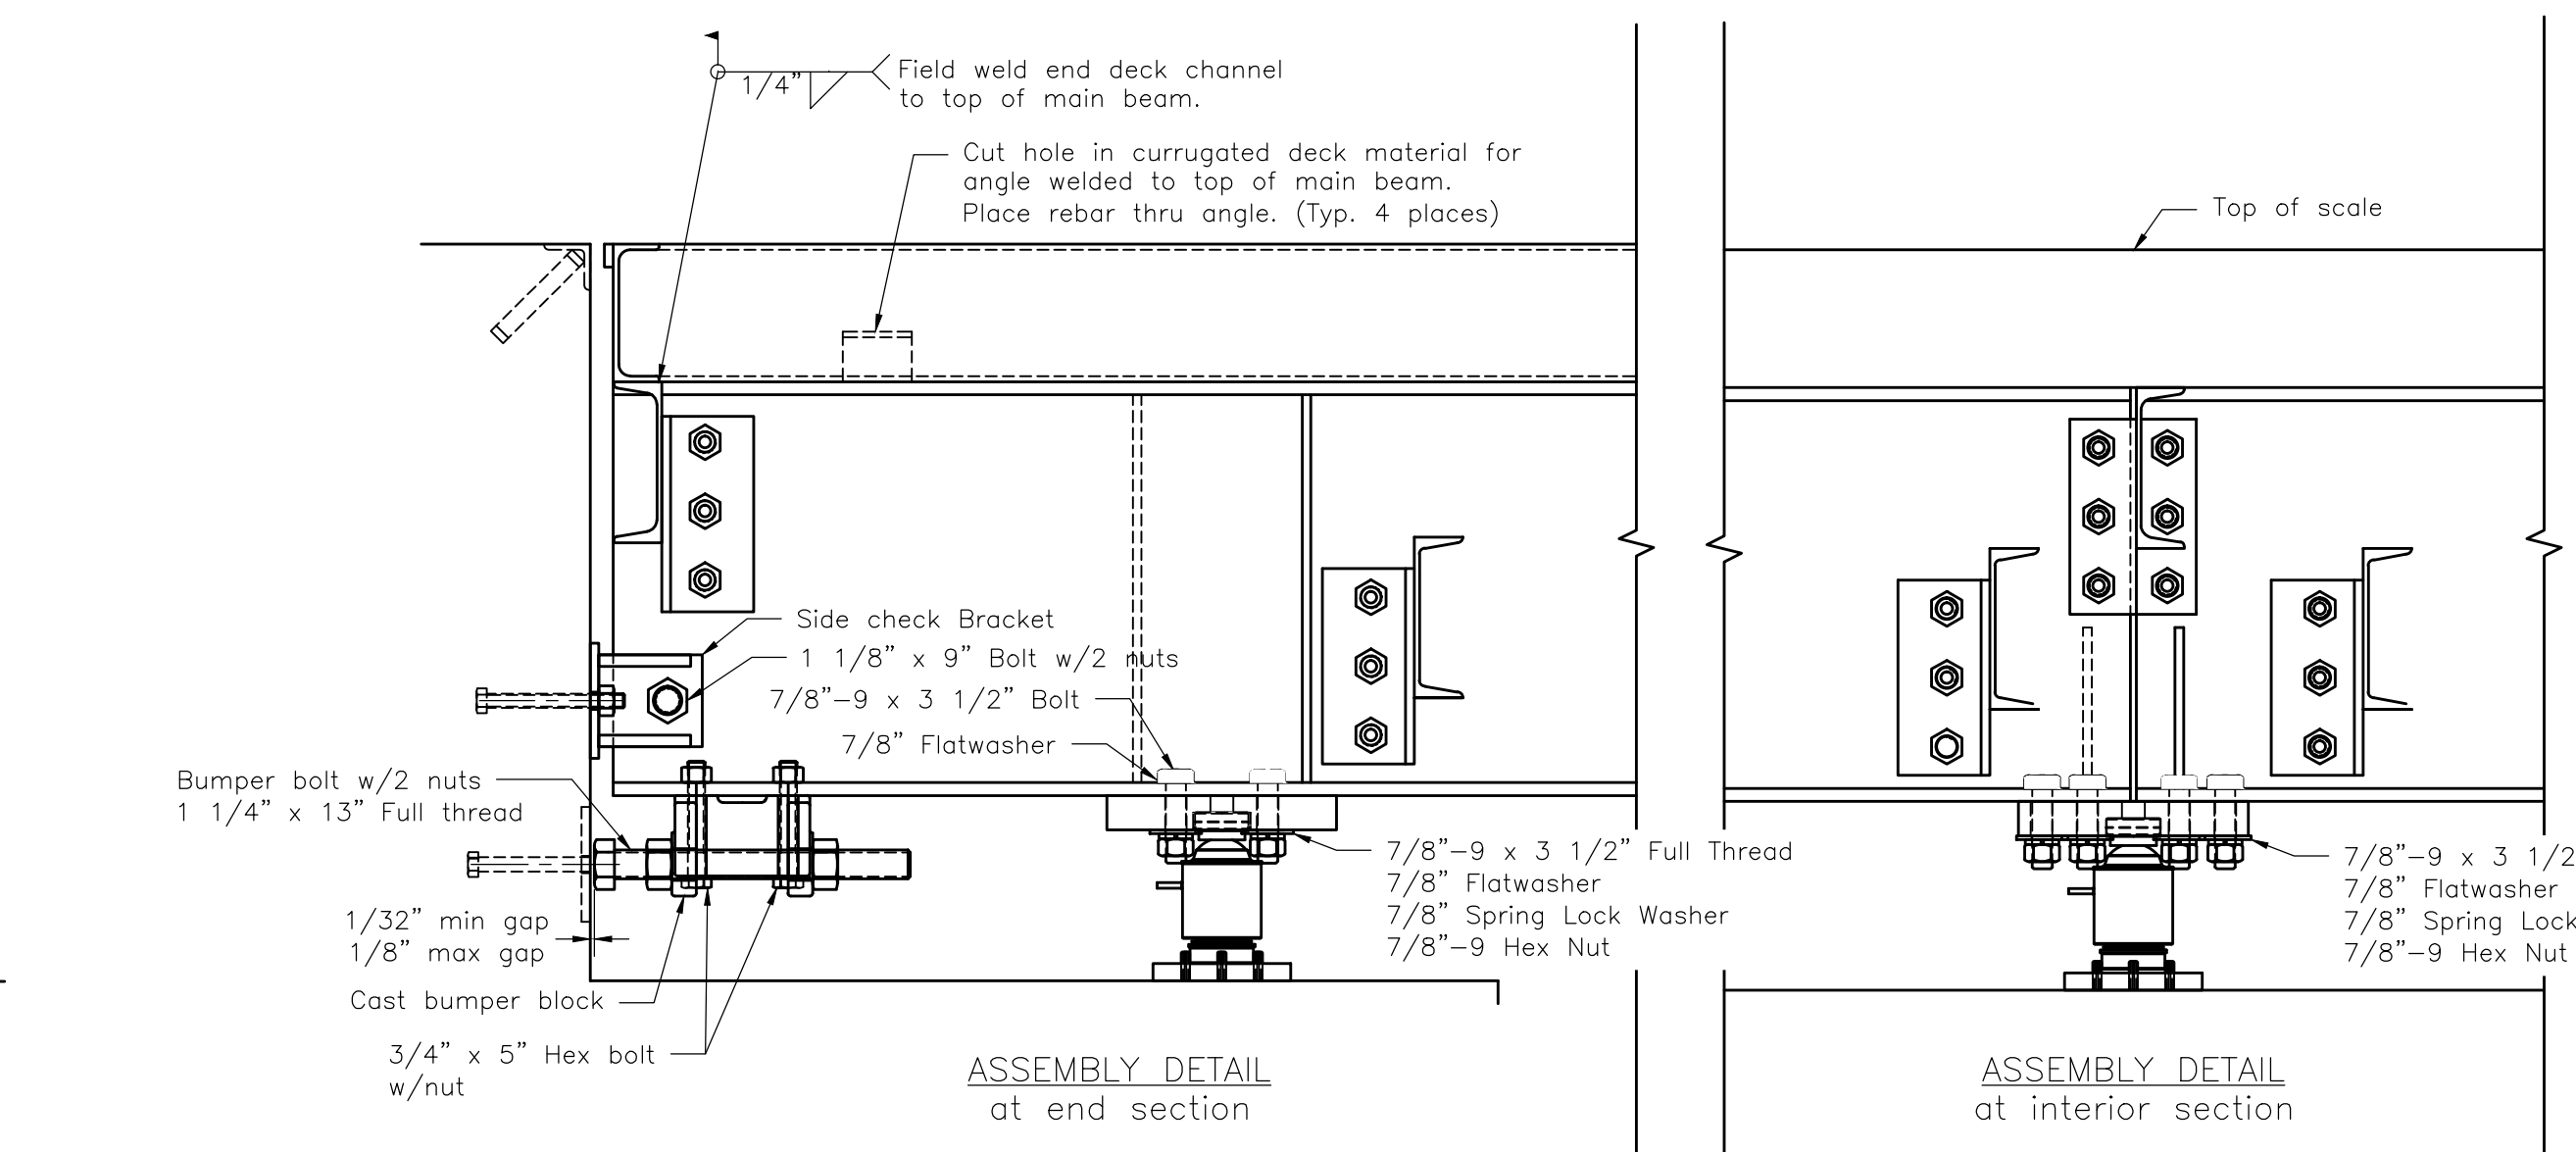 1/4”
Field weld end deck channel
to top of main beam.
Cut hole in currugated deck material for
angle welded to top of main beam.
Place rebar thru angle. (Typ. 4 places)
Top of scale
Side check Bracket
1 1/8” x 9” Bolt w/2 nuts
7/8”-9 x 3 1/2” Bolt
7/8” Flatwasher
Bumper bolt w/2 nuts
1 1/4” x 13” Full thread
1/32” min gap
1/8” max gap
Cast bumper block
3/4” x 5” Hex bolt
w/nut
7/8”-9 x 3 1/2” Full Thread
7/8” Flatwasher
7/8” Spring Lock Washer
7/8”-9 Hex Nut
7/8”-9 x 3 1/2
7/8” Flatwasher
7/8” Spring Lock
7/8”-9 Hex Nut
ASSEMBLY DETAIL
at end section
ASSEMBLY DETAIL
at interior section